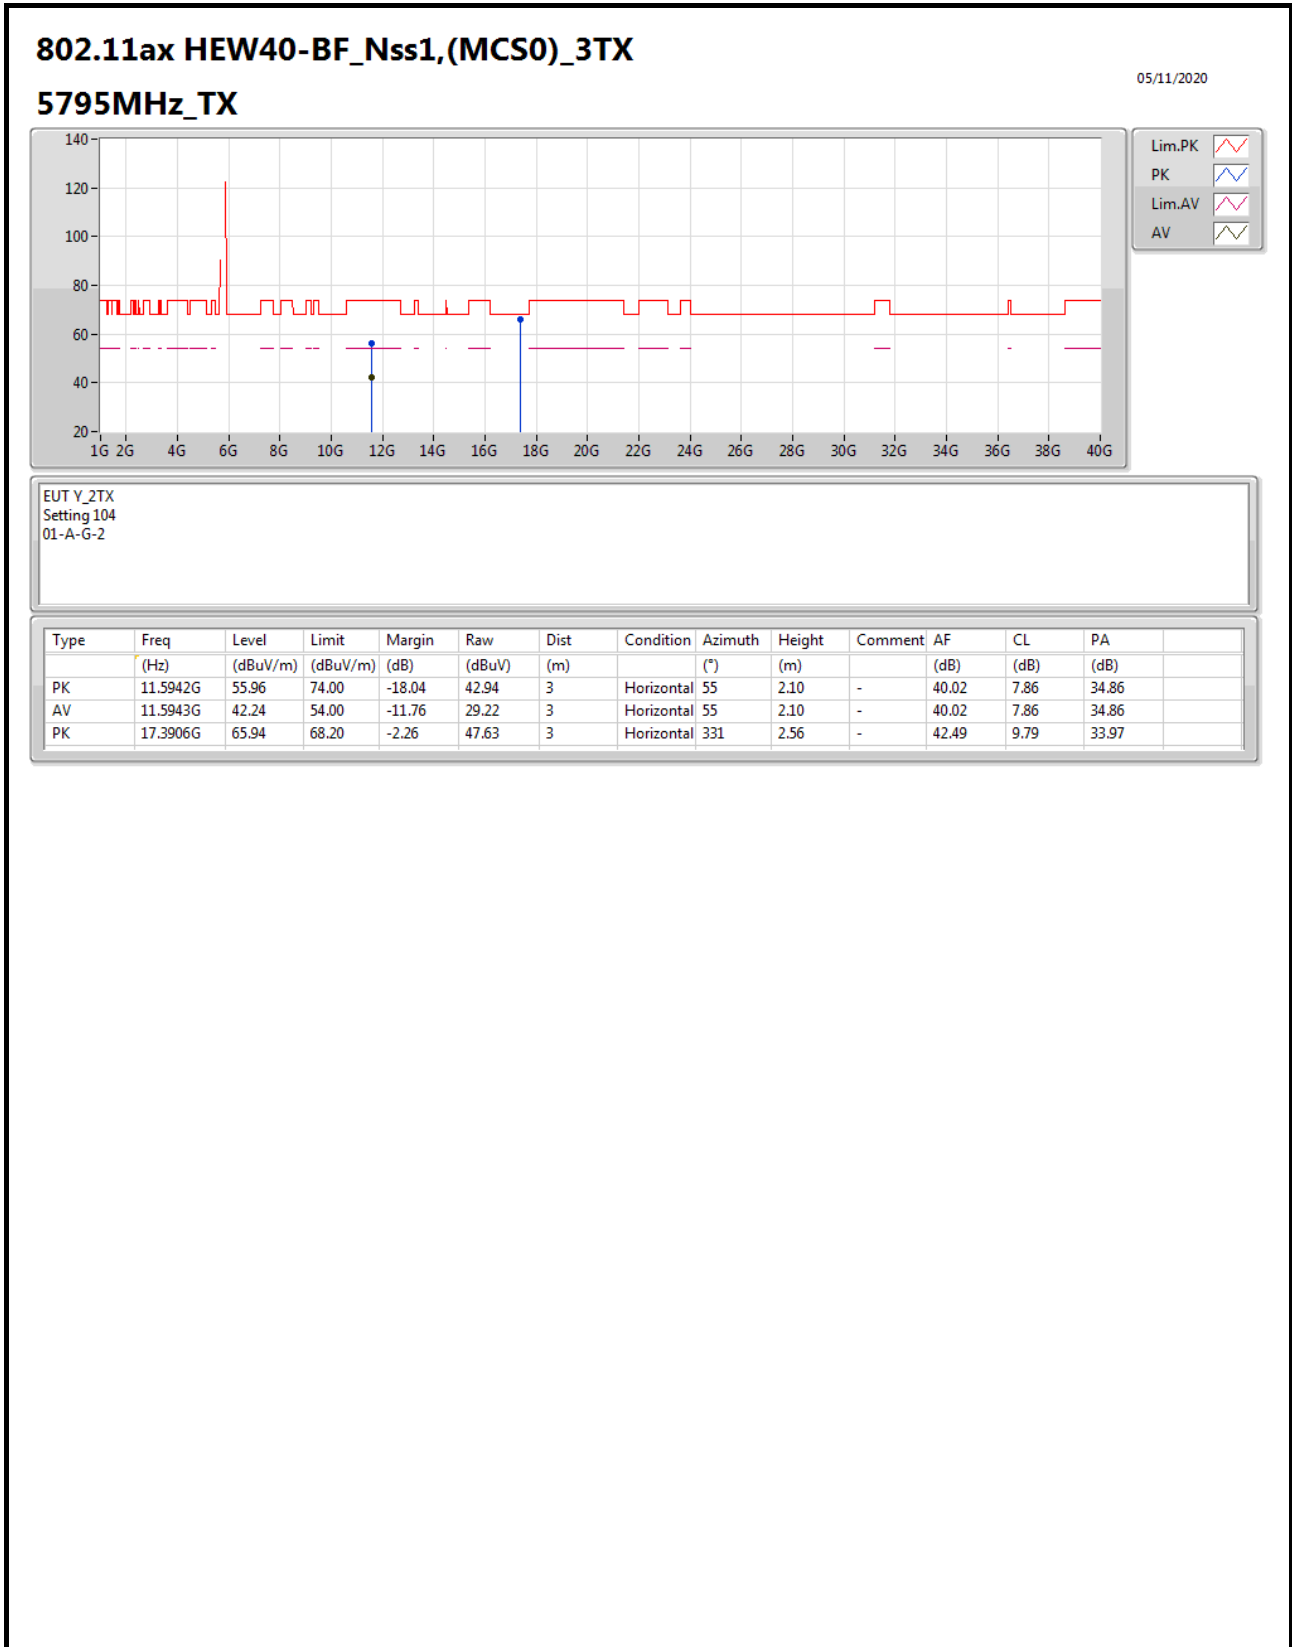 802.11ax HEW40-BF_Nss1,(MCS0)_3TX
05/11/2020
5795MHz_TX
140
120
100
80
60
40
20
1G 2G 4G 6G 8G 10G 12G 14G 16G 18G 20G 22G 24G 26G 28G 30G 32G 34G 36G 38G 40G
Lim.PK
PK
Lim.AV
AV
EUT Y_2TX
Setting 104
01-A-G-2
Type Freq Level Limit Margin Raw Dist Condition Azimuth Height Comment AF CL PA
(Hz) (dBuV/m) (dBuV/m) (dB) (dBuV) (m) (°) (m) (dB) (dB) (dB)
PK 11.5942G 55.96 74.00 -18.04 42.94 3 Horizontal 55 2.10 - 40.02 7.86 34.86
AV 11.5943G 42.24 54.00 -11.76 29.22 3 Horizontal 55 2.10 - 40.02 7.86 34.86
PK 17.3906G 65.94 68.20 -2.26 47.63 3 Horizontal 331 2.56 - 42.49 9.79 33.97